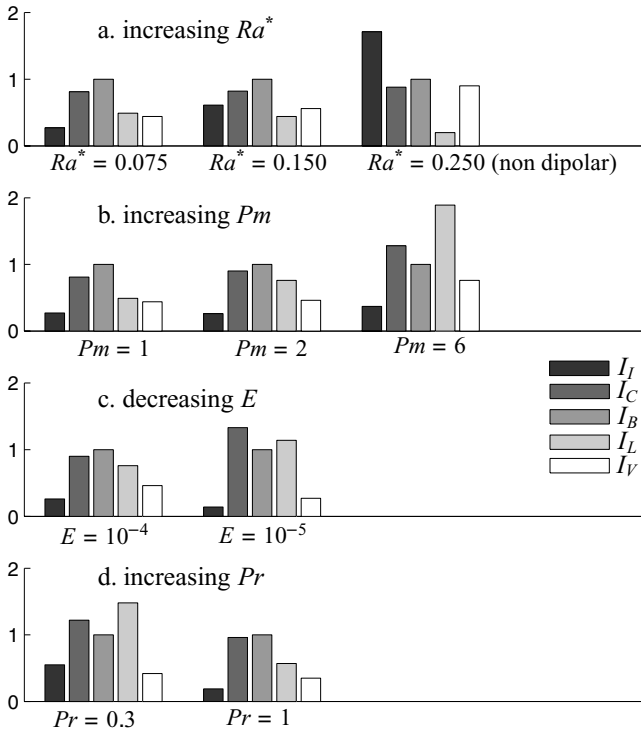 2
a. increasing Ra*
1
0
Ra* = 0.075 Ra* = 0.150 Ra* = 0.250 (non dipolar)
2
b. increasing Pm
1
0
Pm = 1 Pm = 2 Pm = 6
I_I
I_C
I_B
I_L
I_V
2
c. decreasing E
1
0
E = 10⁻⁴ E = 10⁻⁵
2
d. increasing Pr
1
0
Pr = 0.3 Pr = 1